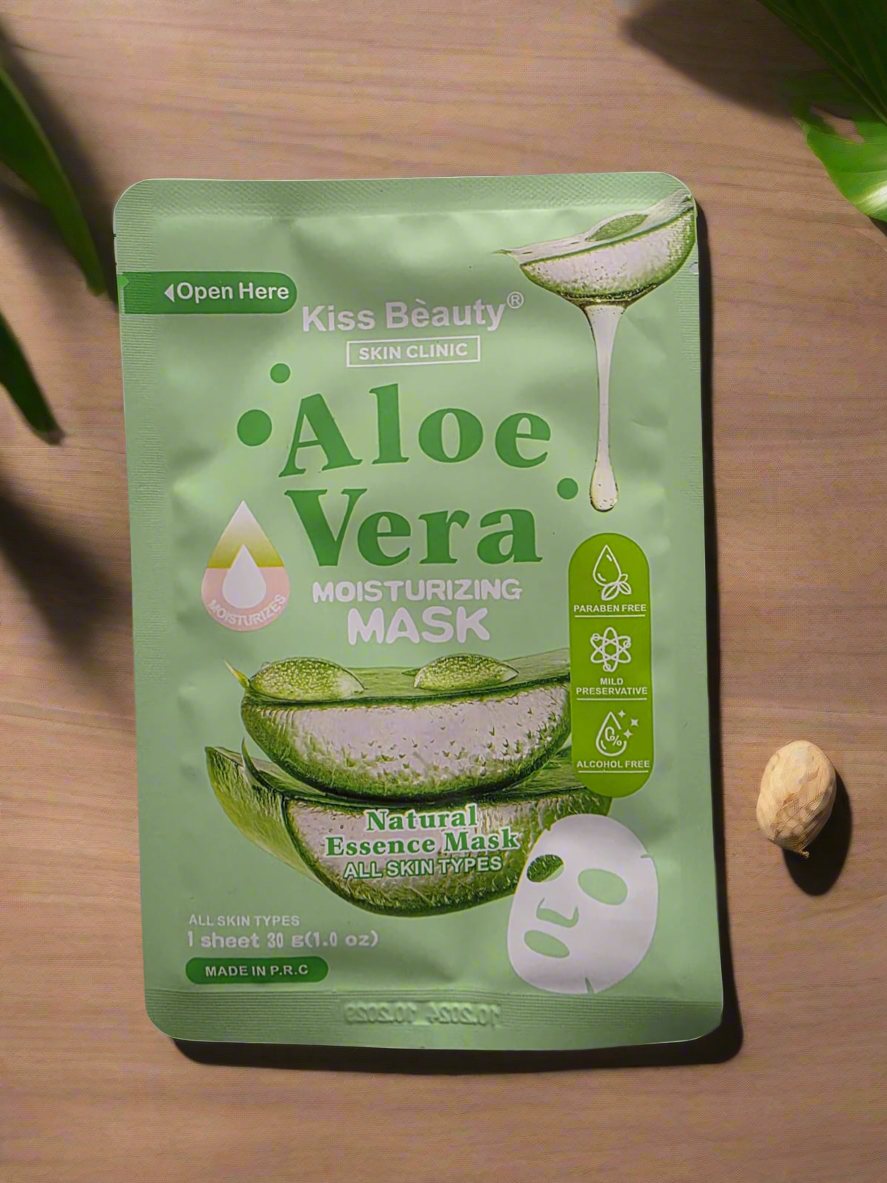 Open Here
Kiss Bèauty®
SKIN CLINIC
Aloe
Vera
MOISTURIZING
MASK
MOISTURIZES
PARABEN FREE
MILD
PRESERVATIVE
0%
ALCOHOL FREE
Natural
Essence Mask
ALL SKIN TYPES
ALL SKIN TYPES
1 sheet 30 g(1.0 oz)
MADE IN P.R.C